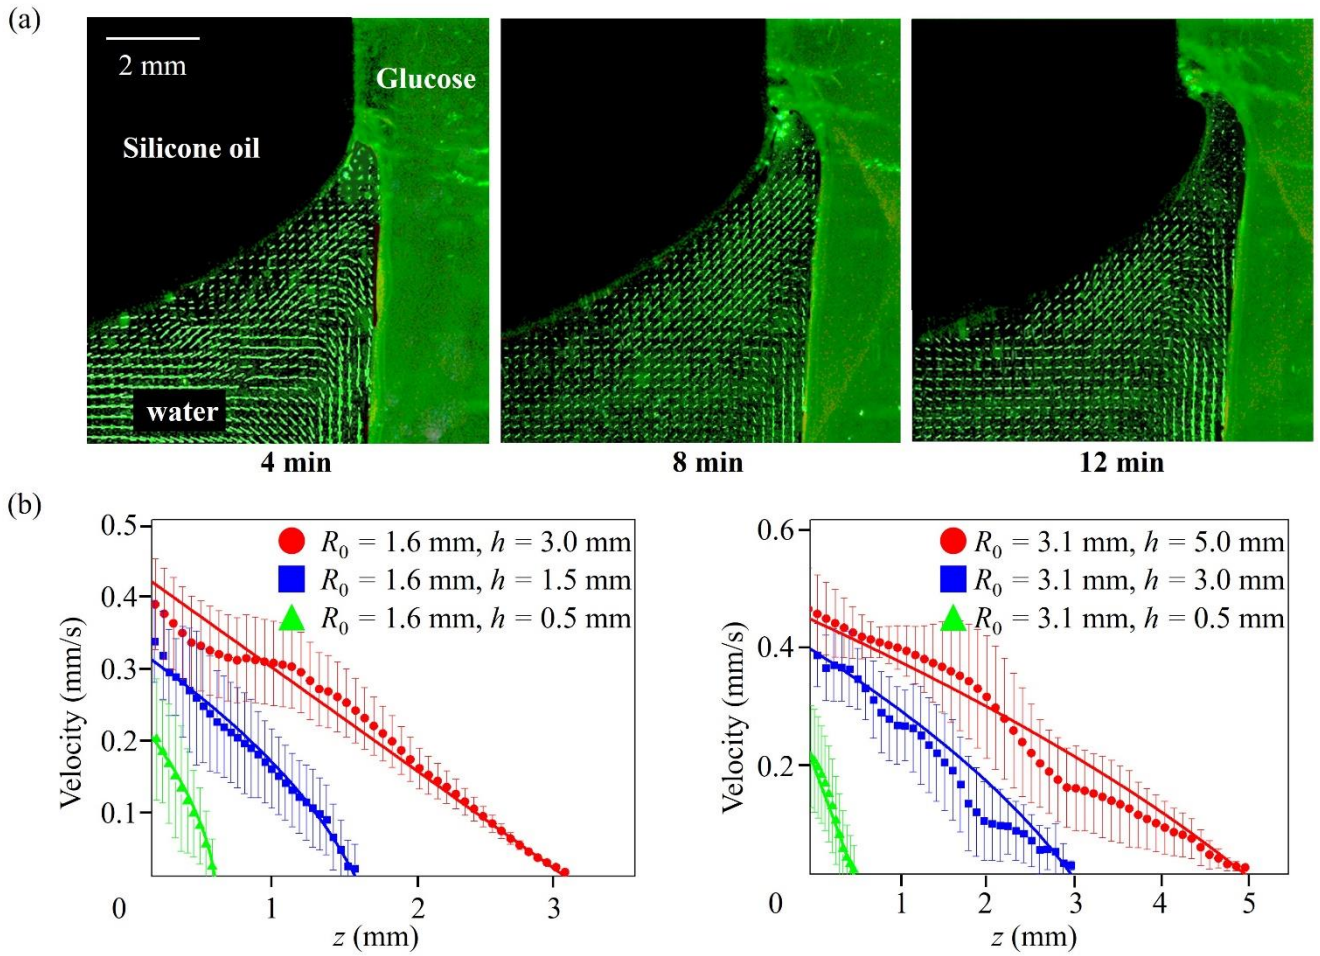 (a)
2 mm
Glucose
Silicone oil
water
4 min
8 min
12 min
(b)
0.5
0.4
0.3
0.2
0.1
0
1
2
3
Velocity (mm/s)
z (mm)
R0 = 1.6 mm, h = 3.0 mm
R0 = 1.6 mm, h = 1.5 mm
R0 = 1.6 mm, h = 0.5 mm
0.6
0.4
0.2
0
1
2
3
4
5
Velocity (mm/s)
z (mm)
R0 = 3.1 mm, h = 5.0 mm
R0 = 3.1 mm, h = 3.0 mm
R0 = 3.1 mm, h = 0.5 mm